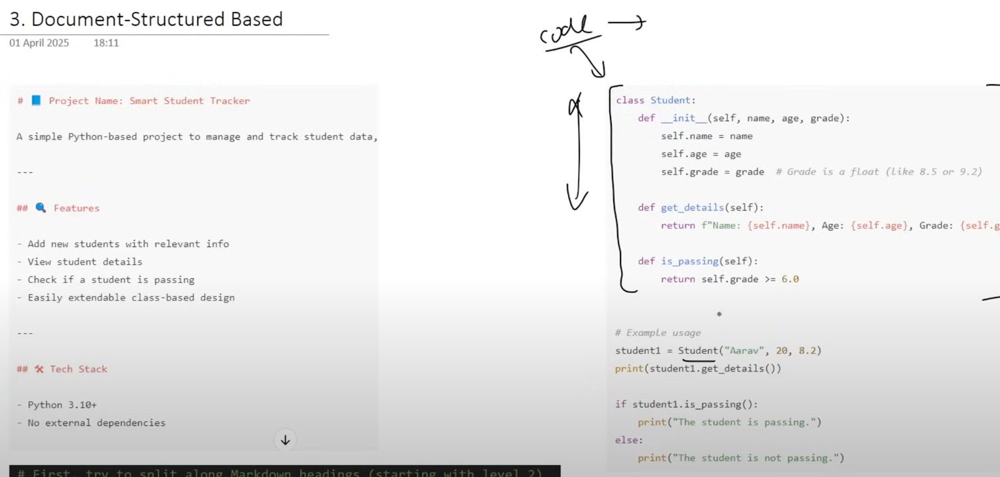 3. Document-Structured Based
01 April 2025 18:11
# 📘 Project Name: Smart Student Tracker
A simple Python-based project to manage and track student data,
---
## 🔍 Features
- Add new students with relevant info
- View student details
- Check if a student is passing
- Easily extendable class-based design
---
## 🛠 Tech Stack
- Python 3.10+
- No external dependencies
# First, try to split along Markdown headings (starting with level 2)
code
class Student:
    def __init__(self, name, age, grade):
        self.name = name
        self.age = age
        self.grade = grade  # Grade is a float (like 8.5 or 9.2)
    def get_details(self):
        return f"Name: {self.name}, Age: {self.age}, Grade: {self.g
    def is_passing(self):
        return self.grade >= 6.0
# Example usage
student1 = Student("Aarav", 20, 8.2)
print(student1.get_details())
if student1.is_passing():
    print("The student is passing.")
else:
    print("The student is not passing.")